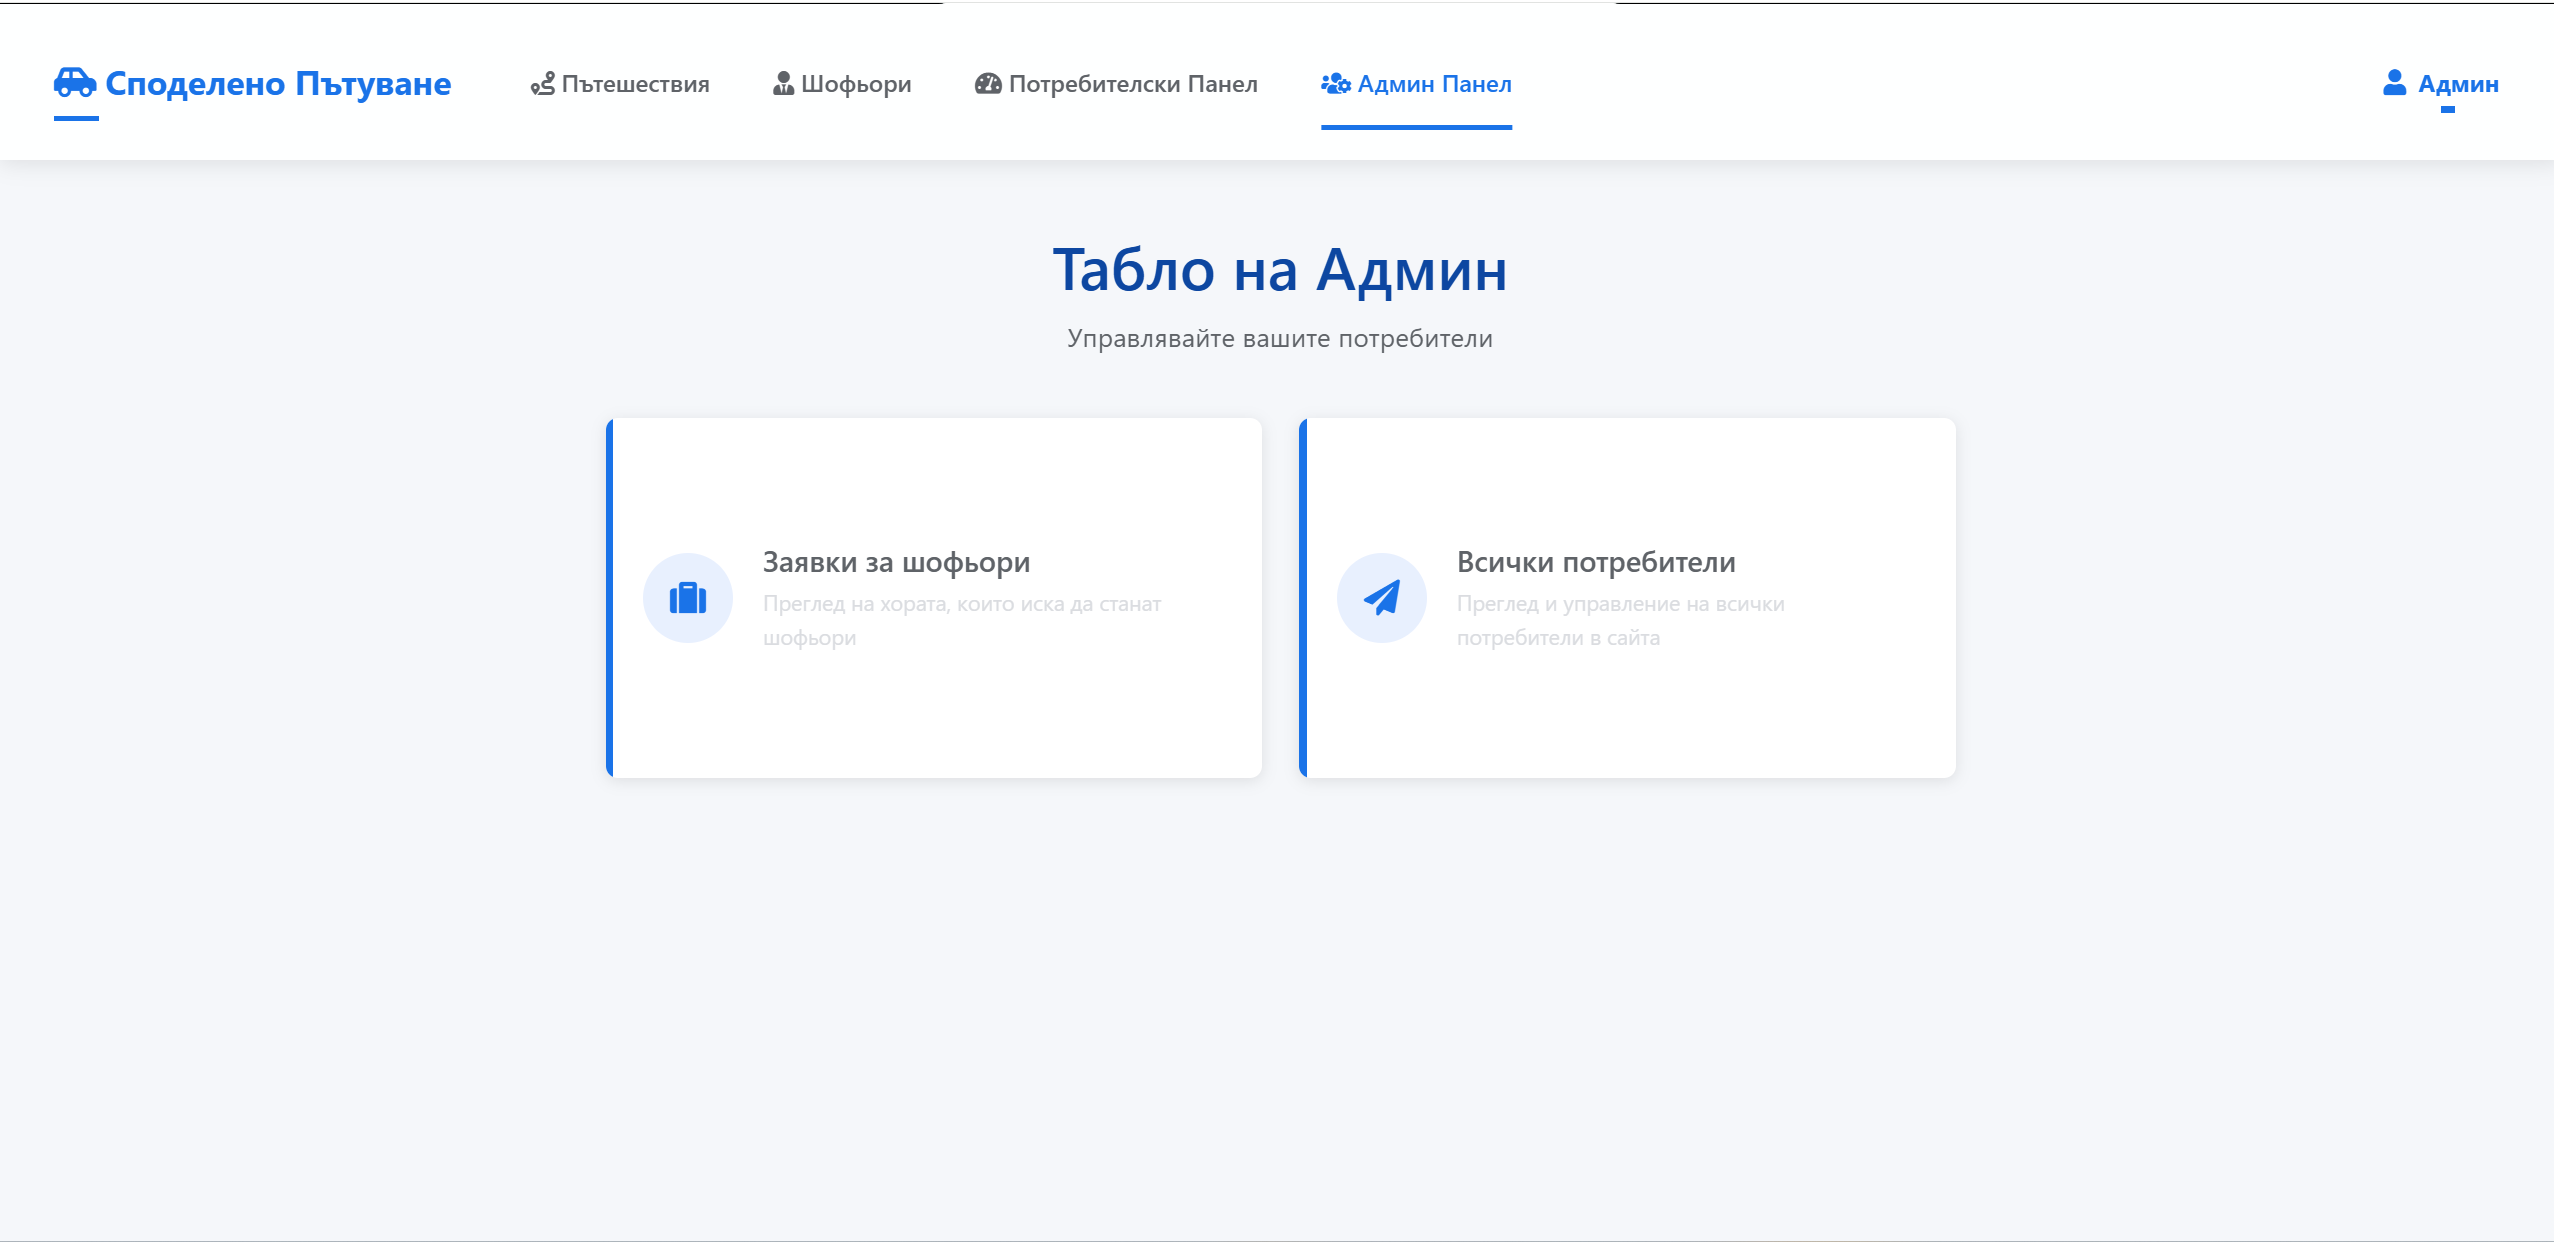 Споделено Пътуване
Пътешествия
Шофьори
Потребителски Панел
Админ Панел
Админ
Табло на Админ
Управлявайте вашите потребители
Заявки за шофьори
Преглед на хората, които иска да станат
шофьори
Всички потребители
Преглед и управление на всички
потребители в сайта